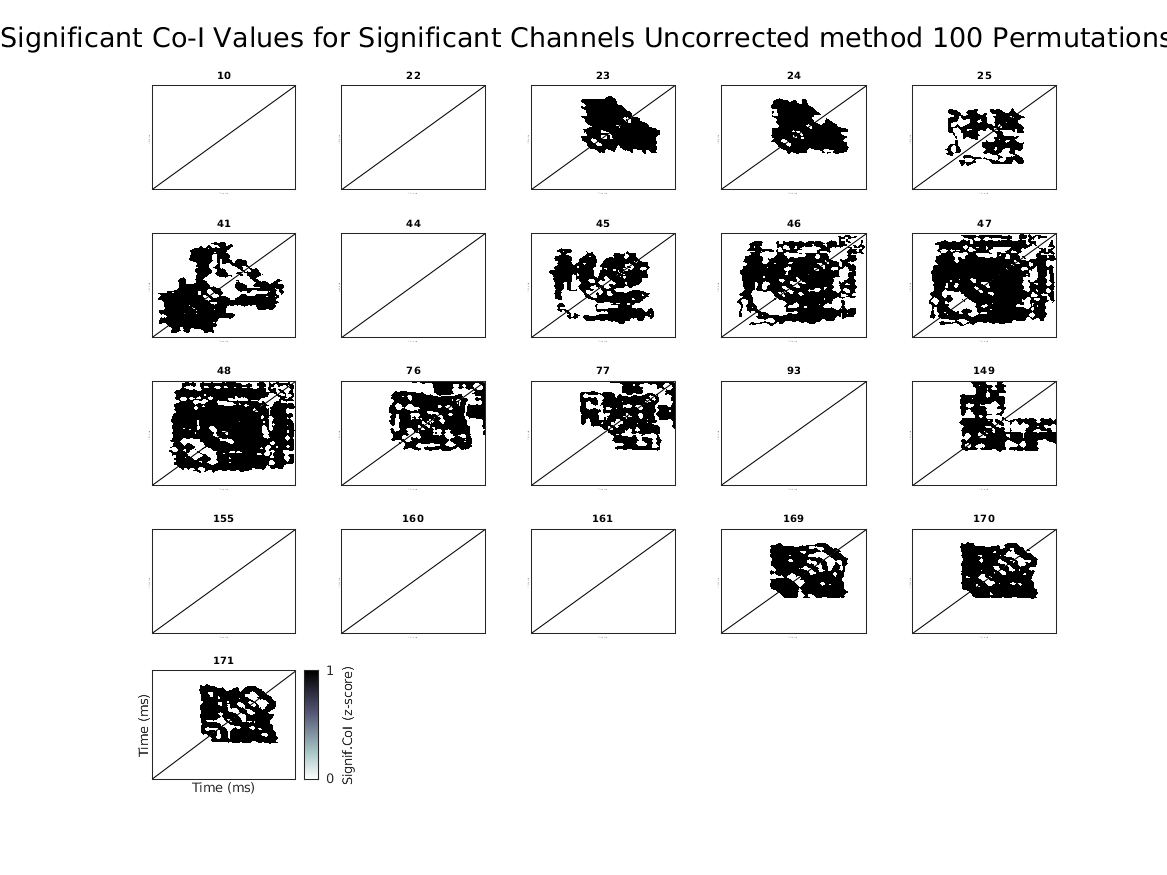 Significant Co-I Values for Significant Channels Uncorrected method 100 Permutations
10 22 23 24 25
41 44 45 46 47
48 76 77 93 149
155 160 161 169 170
171
1
0
Signif.CoI (z-score)
Time (ms)
Time (ms)